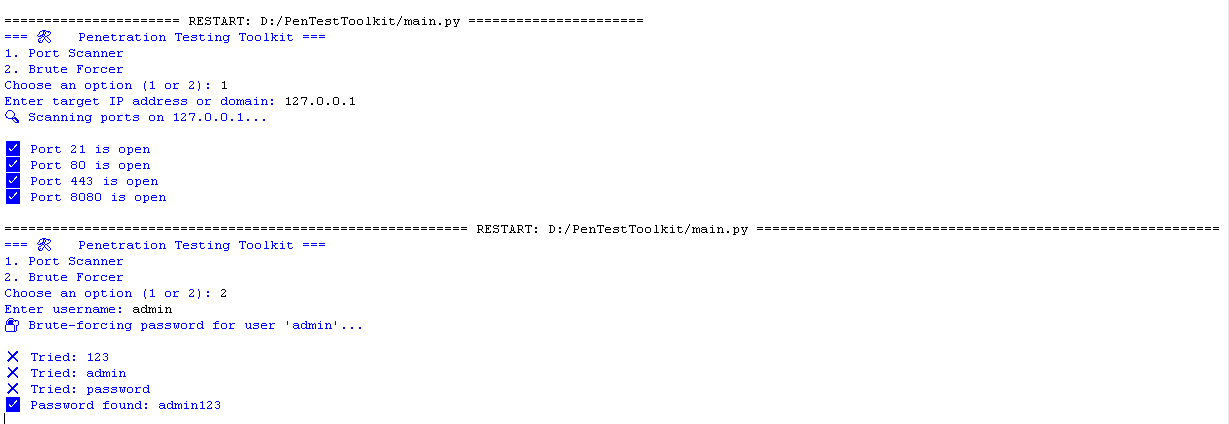 ====================== RESTART: D:/PenTestToolkit/main.py ======================
=== 🛠 Penetration Testing Toolkit ===
1. Port Scanner
2. Brute Forcer
Choose an option (1 or 2): 1
Enter target IP address or domain: 127.0.0.1
🔍 Scanning ports on 127.0.0.1...
✅ Port 21 is open
✅ Port 80 is open
✅ Port 443 is open
✅ Port 8080 is open
========================================================== RESTART: D:/PenTestToolkit/main.py ==========================================================
=== 🛠 Penetration Testing Toolkit ===
1. Port Scanner
2. Brute Forcer
Choose an option (1 or 2): 2
Enter username: admin
🔐 Brute-forcing password for user 'admin'...
❌ Tried: 123
❌ Tried: admin
❌ Tried: password
✅ Password found: admin123